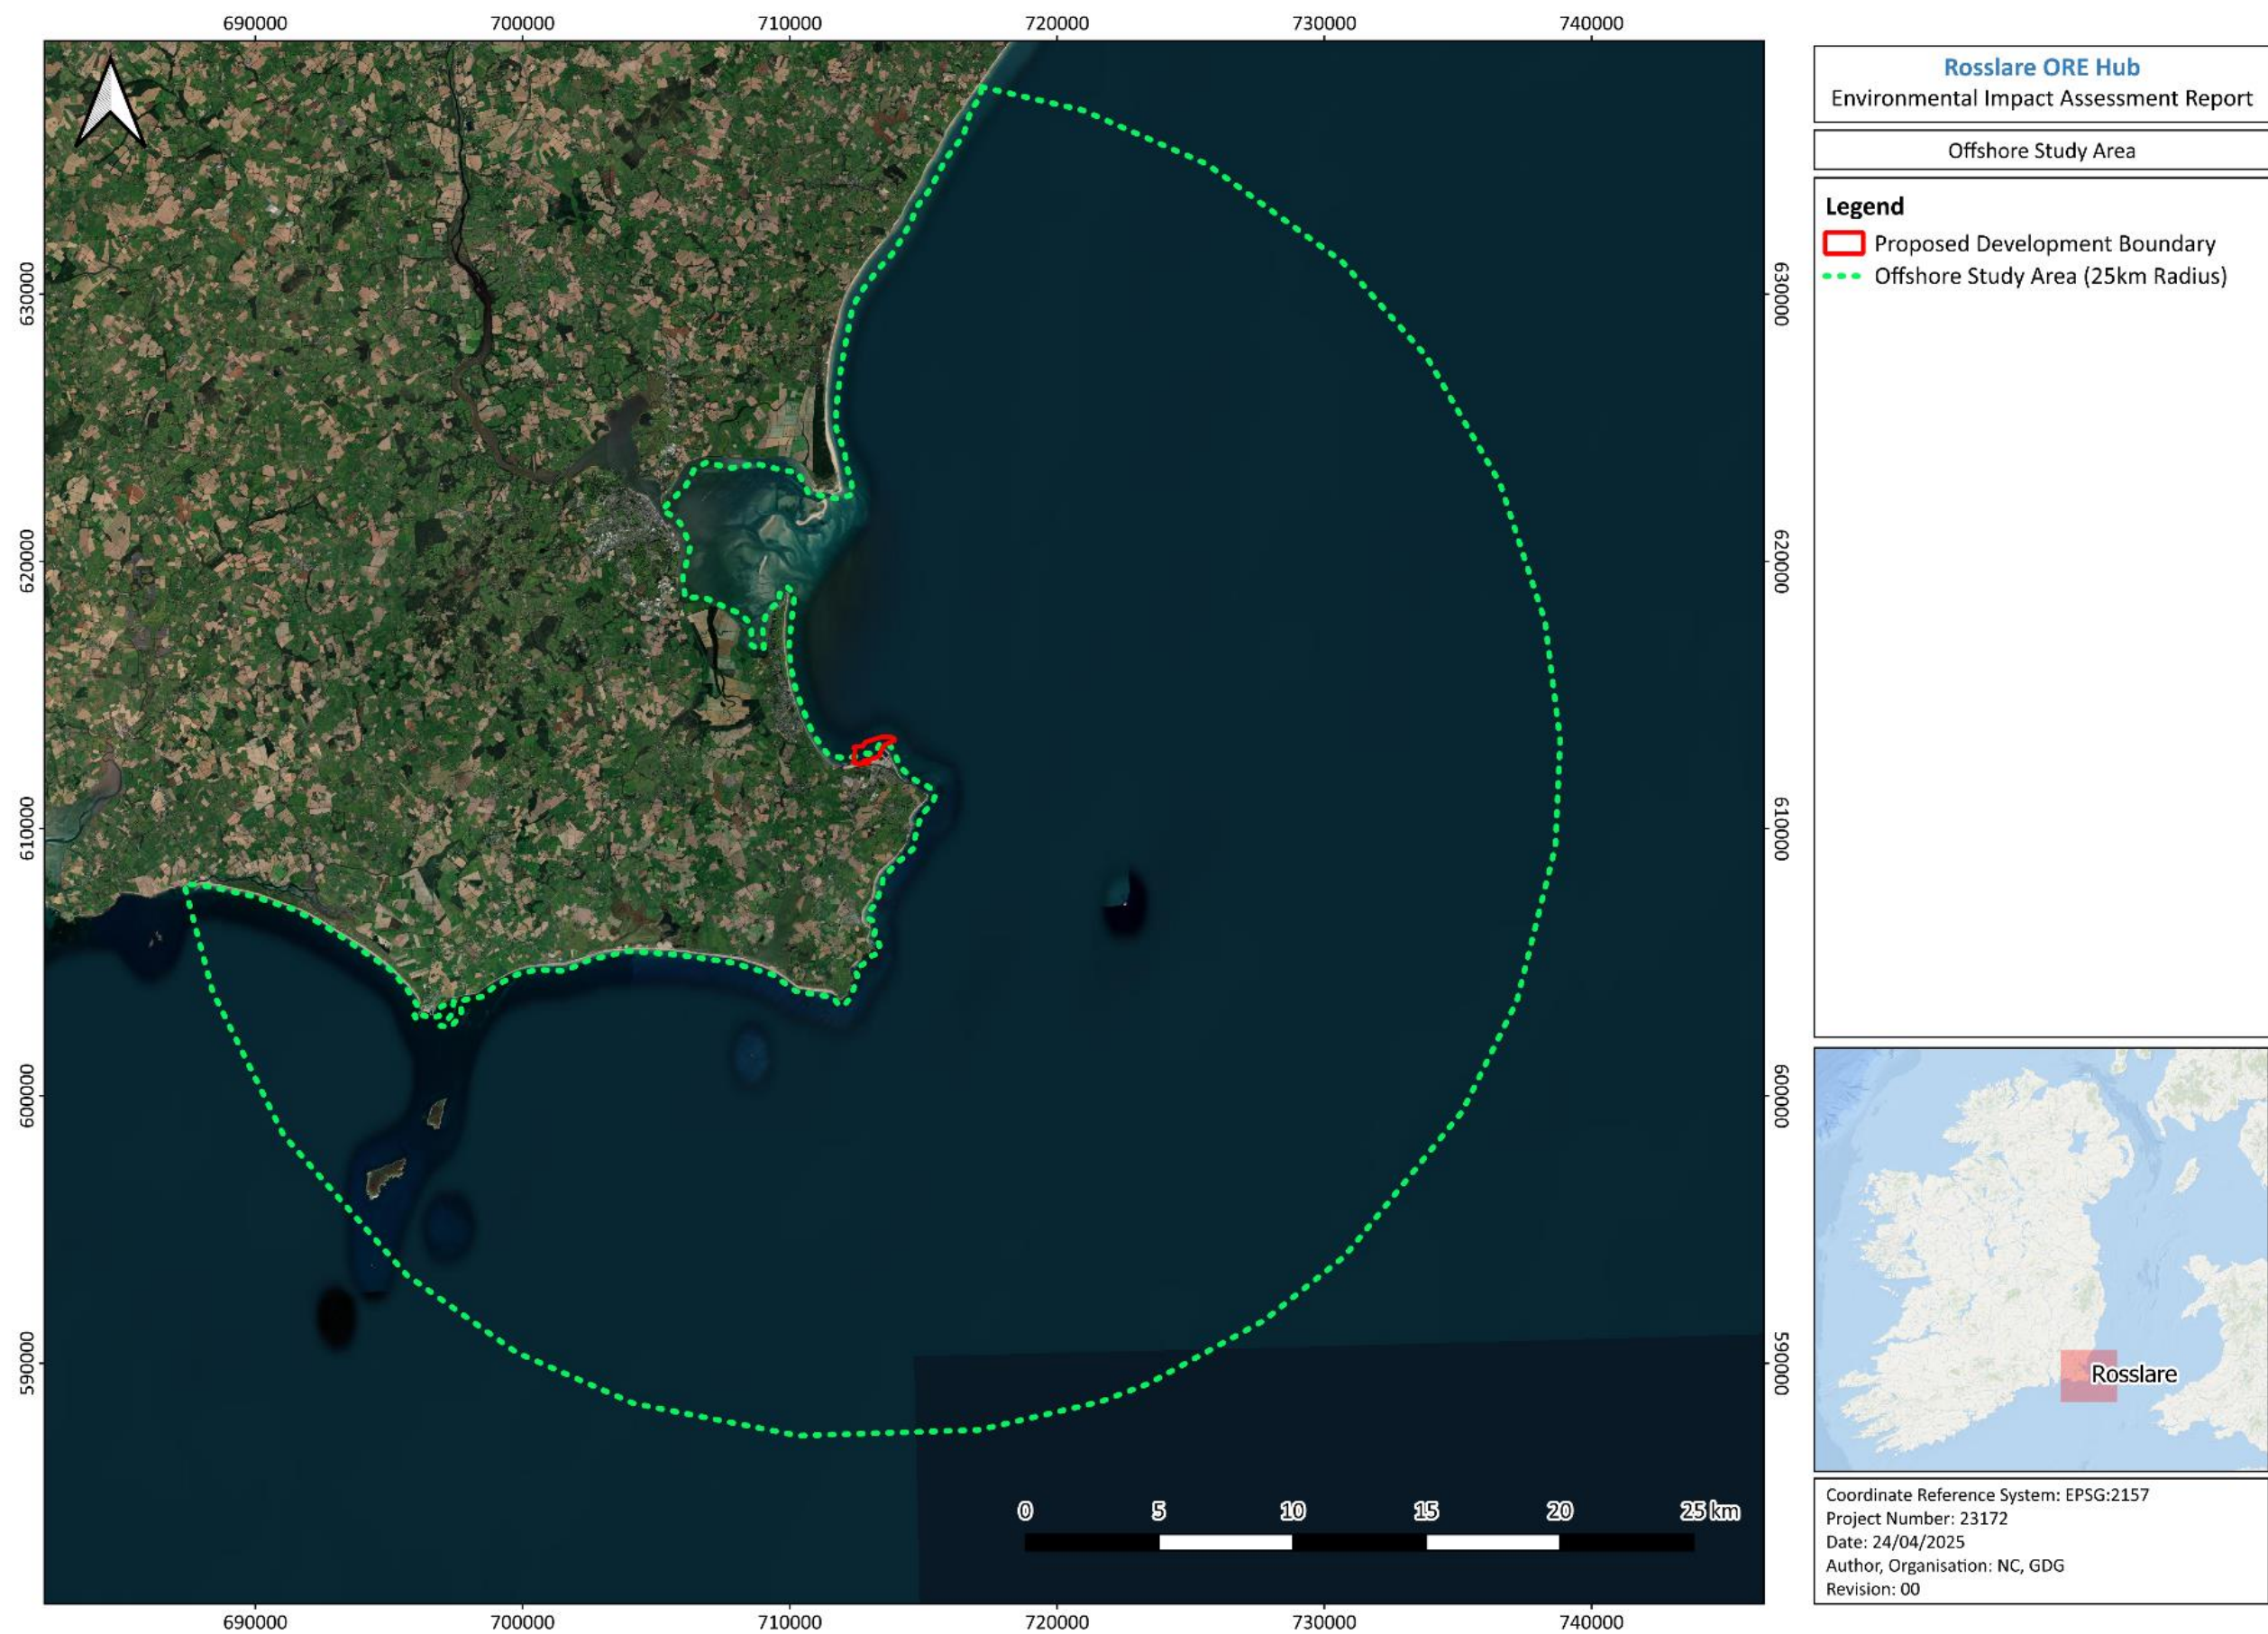 690000
700000
710000
720000
730000
740000
630000
620000
610000
600000
590000
630000
620000
610000
600000
590000
0
5
10
15
20
25 km
690000
700000
710000
720000
730000
740000
Rosslare ORE Hub
Environmental Impact Assessment Report
Offshore Study Area
Legend
Proposed Development Boundary
Offshore Study Area (25km Radius)
Rosslare
Coordinate Reference System: EPSG:2157
Project Number: 23172
Date: 24/04/2025
Author, Organisation: NC, GDG
Revision: 00